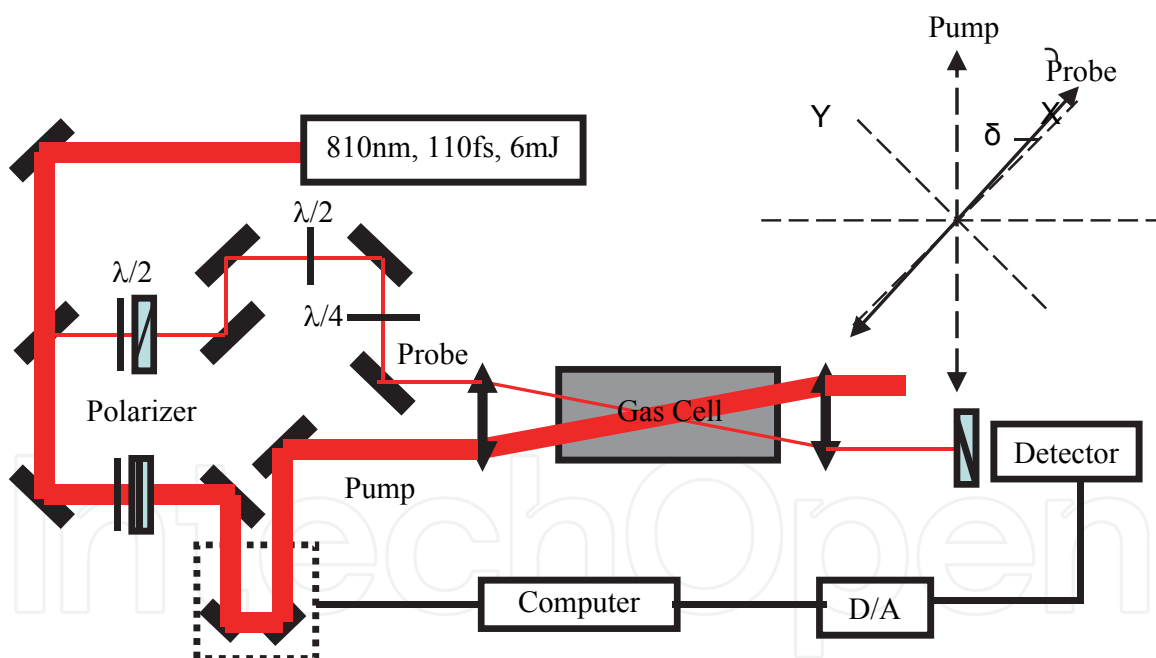 Pump
Probe
Y
X
δ
810nm, 110fs, 6mJ
λ/2
λ/2
λ/4
Probe
Polarizer
Gas Cell
Detector
Pump
Computer
D/A
IntechOpen